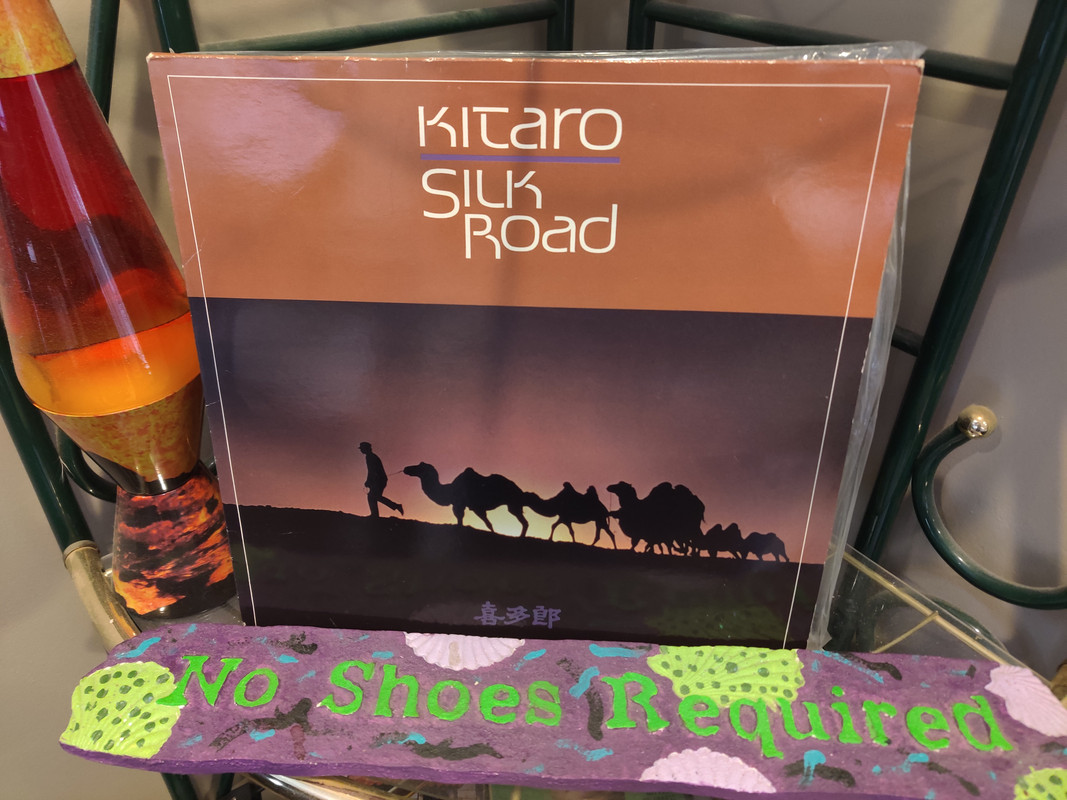 Kitaro
Silk
Road
喜多郎
No Shoes Required